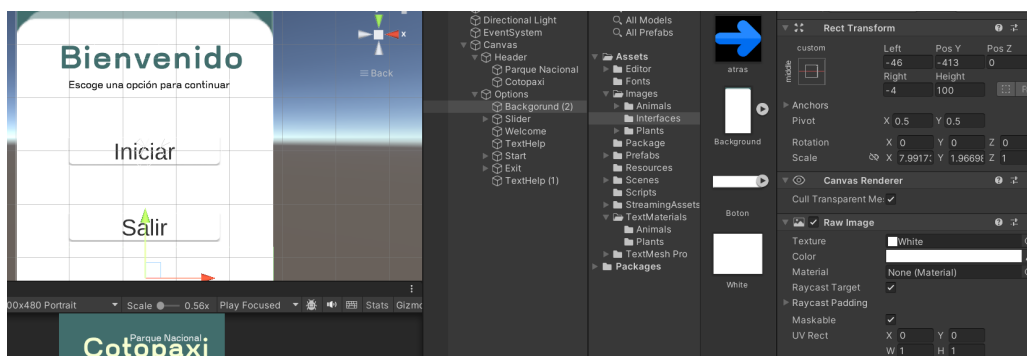 Bienvenido
Escoge una opción para continuar
Iniciar
Salir
x
Back
00x480 Portrait
Scale
0.56x
Play Focused
Stats
Gizmo
Parque Nacional
Cotopaxi
Directional Light
EventSystem
Canvas
Header
Parque Nacional
Cotopaxi
Options
Backgorund (2)
Slider
Welcome
TextHelp
Start
Exit
TextHelp (1)
All Models
All Prefabs
Assets
Editor
Fonts
Images
Animals
Interfaces
Plants
Package
Prefabs
Resources
Scenes
Scripts
StreamingAssets
TextMaterials
Animals
Plants
TextMesh Pro
Packages
atras
Background
Boton
White
Rect Transform
custom
middle
Left Pos Y Pos Z
-46 -413 0
Right Height
-4 100
Anchors
Pivot X 0.5 Y 0.5
Rotation X 0 Y 0 Z 0
Scale X 7.9917 Y 1.9669 Z 1
Canvas Renderer
Cull Transparent Me
Raw Image
Texture White
Color
Material None (Material)
Raycast Target
Raycast Padding
Maskable
UV Rect X 0 Y 0
W 1 H 1